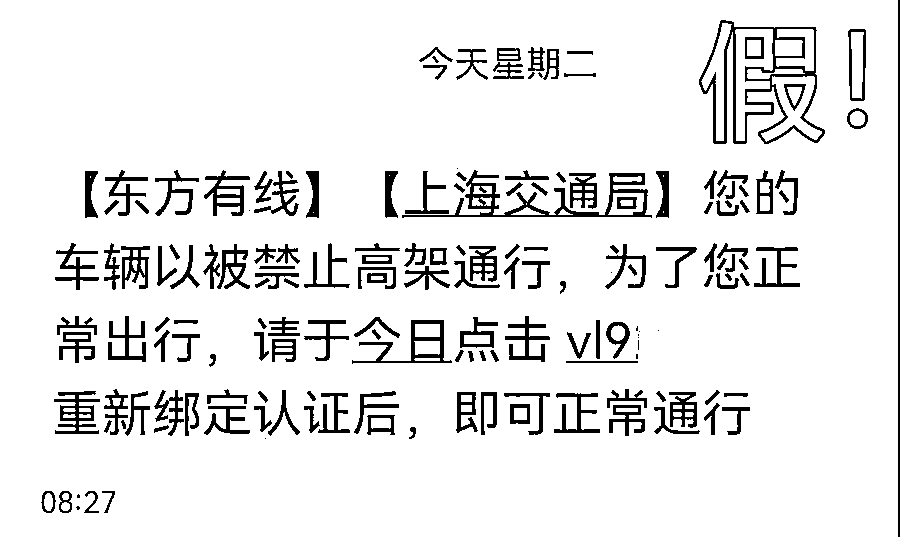 今天星期二
假!
【东方有线】【上海交通局】您的
车辆以被禁止高架通行，为了您正
常出行，请于今日点击 vl9
重新绑定认证后，即可正常通行
08:27